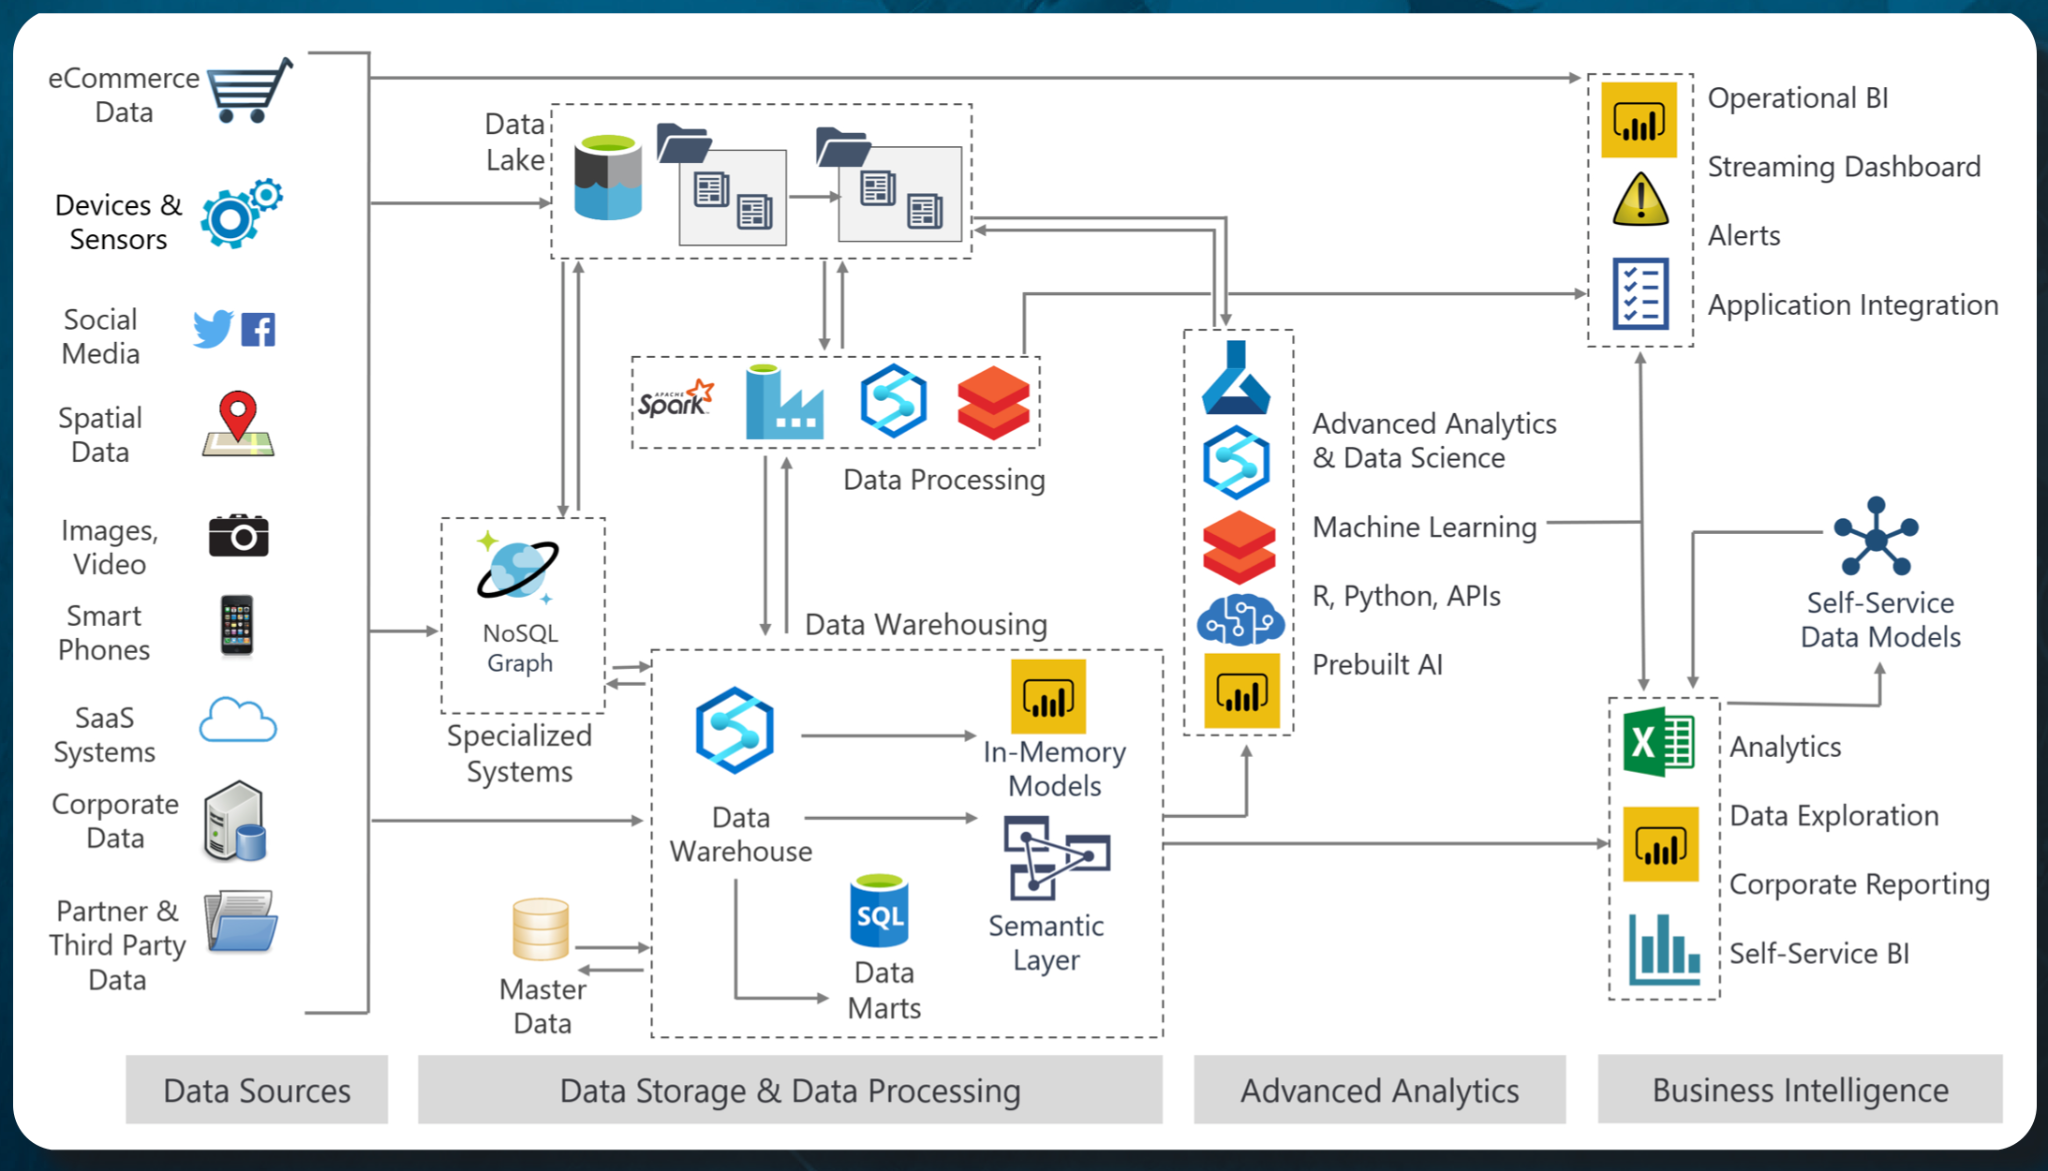 eCommerce
Data
Devices &
Sensors
Social
Media
Spatial
Data
Images,
Video
Smart
Phones
SaaS
Systems
Corporate
Data
Partner &
Third Party
Data
Data
Lake
APACHE
Spark
Data Processing
NoSQL
Graph
Specialized
Systems
Data Warehousing
Data
Warehouse
In-Memory
Models
Semantic
Layer
SQL
Data
Marts
Master
Data
Advanced Analytics
& Data Science
Machine Learning
R, Python, APIs
Prebuilt AI
Operational BI
Streaming Dashboard
Alerts
Application Integration
Self-Service
Data Models
X
Analytics
Data Exploration
Corporate Reporting
Self-Service BI
Data Sources
Data Storage & Data Processing
Advanced Analytics
Business Intelligence